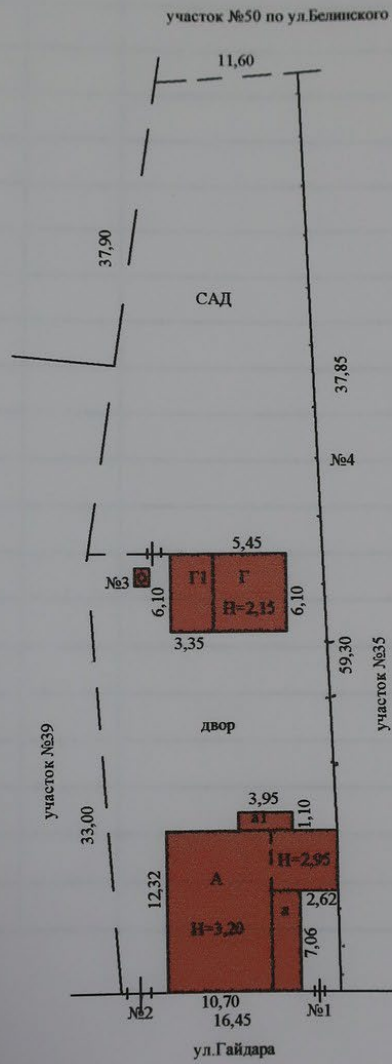 участок №50 по ул.Белинского
11,60
37,90
САД
37,85
№4
5,45
№3
6,10
Г1
Г
Н=2,15
6,10
3,35
59,30
участок №35
двор
участок №39
33,00
3,95
а1
1,10
12,32
А
Н=2,95
а
2,62
Н=3,20
7,06
№2
10,70
№1
16,45
ул.Гайдара